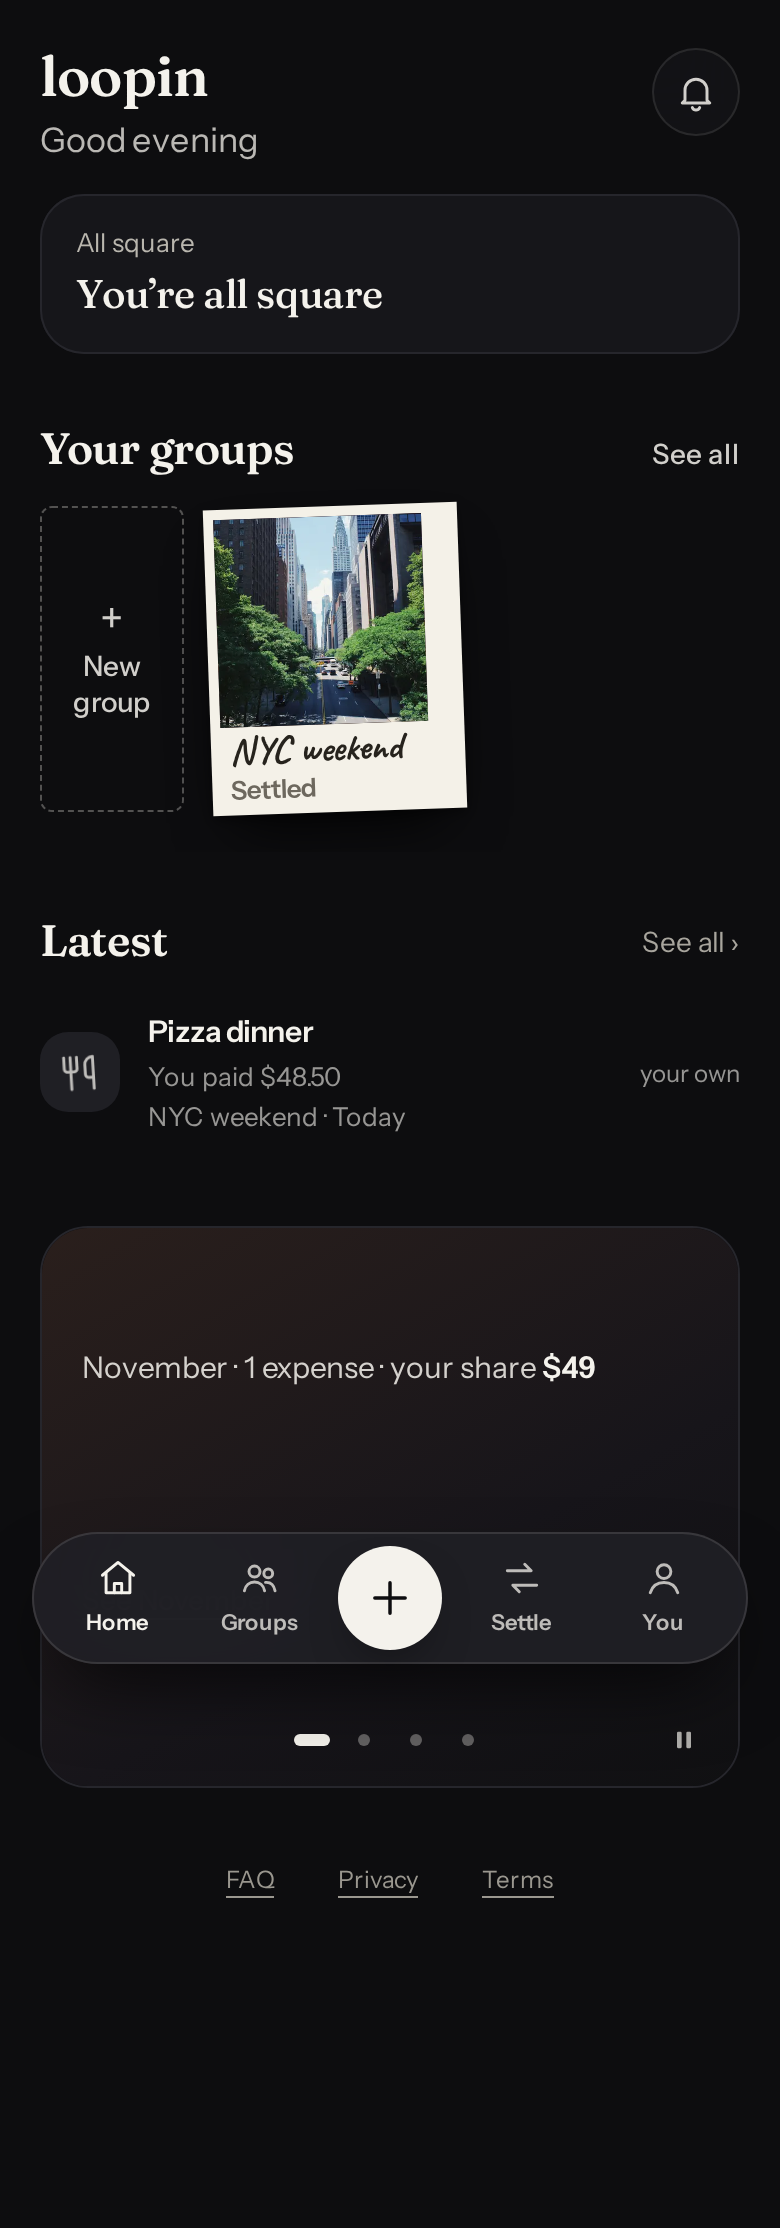 loopin
Good evening
All square
You’re all square
Your groups
See all
+
New
group
NYC weekend
Settled
Latest
See all ›
Pizza dinner
You paid $48.50
your own
NYC weekend · Today
November · 1 expense · your share $49
Home
Groups
Settle
You
FAQ
Privacy
Terms